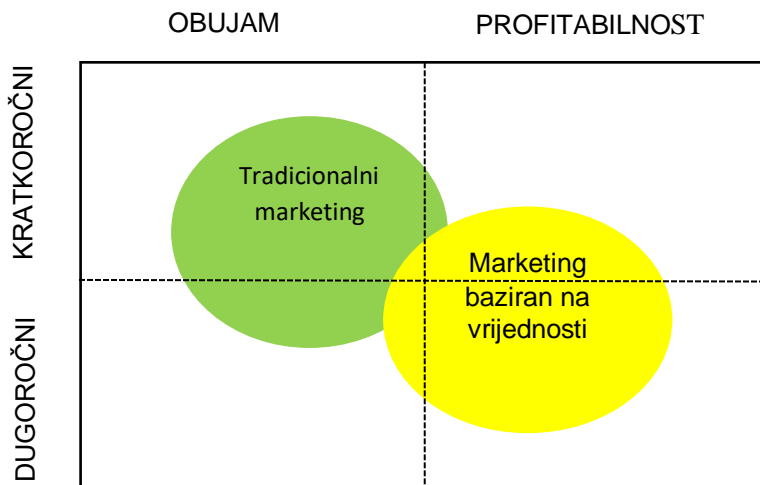 OBUJAM
PROFITABILNOST
KRATKOROČNI
Tradicionalni
marketing
Marketing
baziran na
vrijednosti
DUGOROČNI